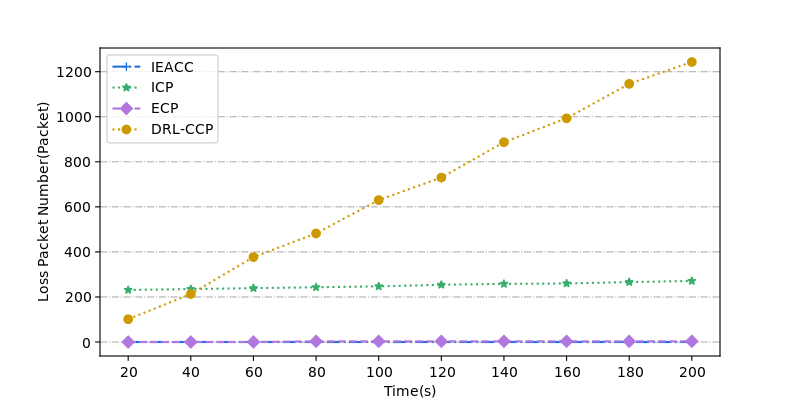 IEACC
ICP
ECP
DRL-CCP
Loss Packet Number(Packet)
1200
1000
800
600
400
200
0
20 40 60 80 100 120 140 160 180 200
Time(s)